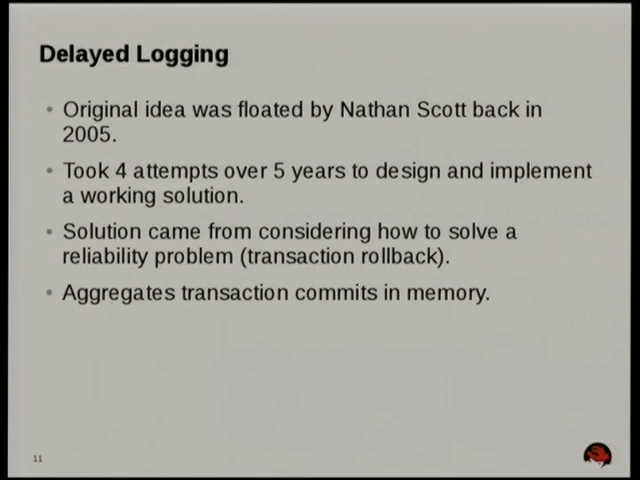 Delayed Logging
• Original idea was floated by Nathan Scott back in
2005.
• Took 4 attempts over 5 years to design and implement
a working solution.
• Solution came from considering how to solve a
reliability problem (transaction rollback).
• Aggregates transaction commits in memory.
11